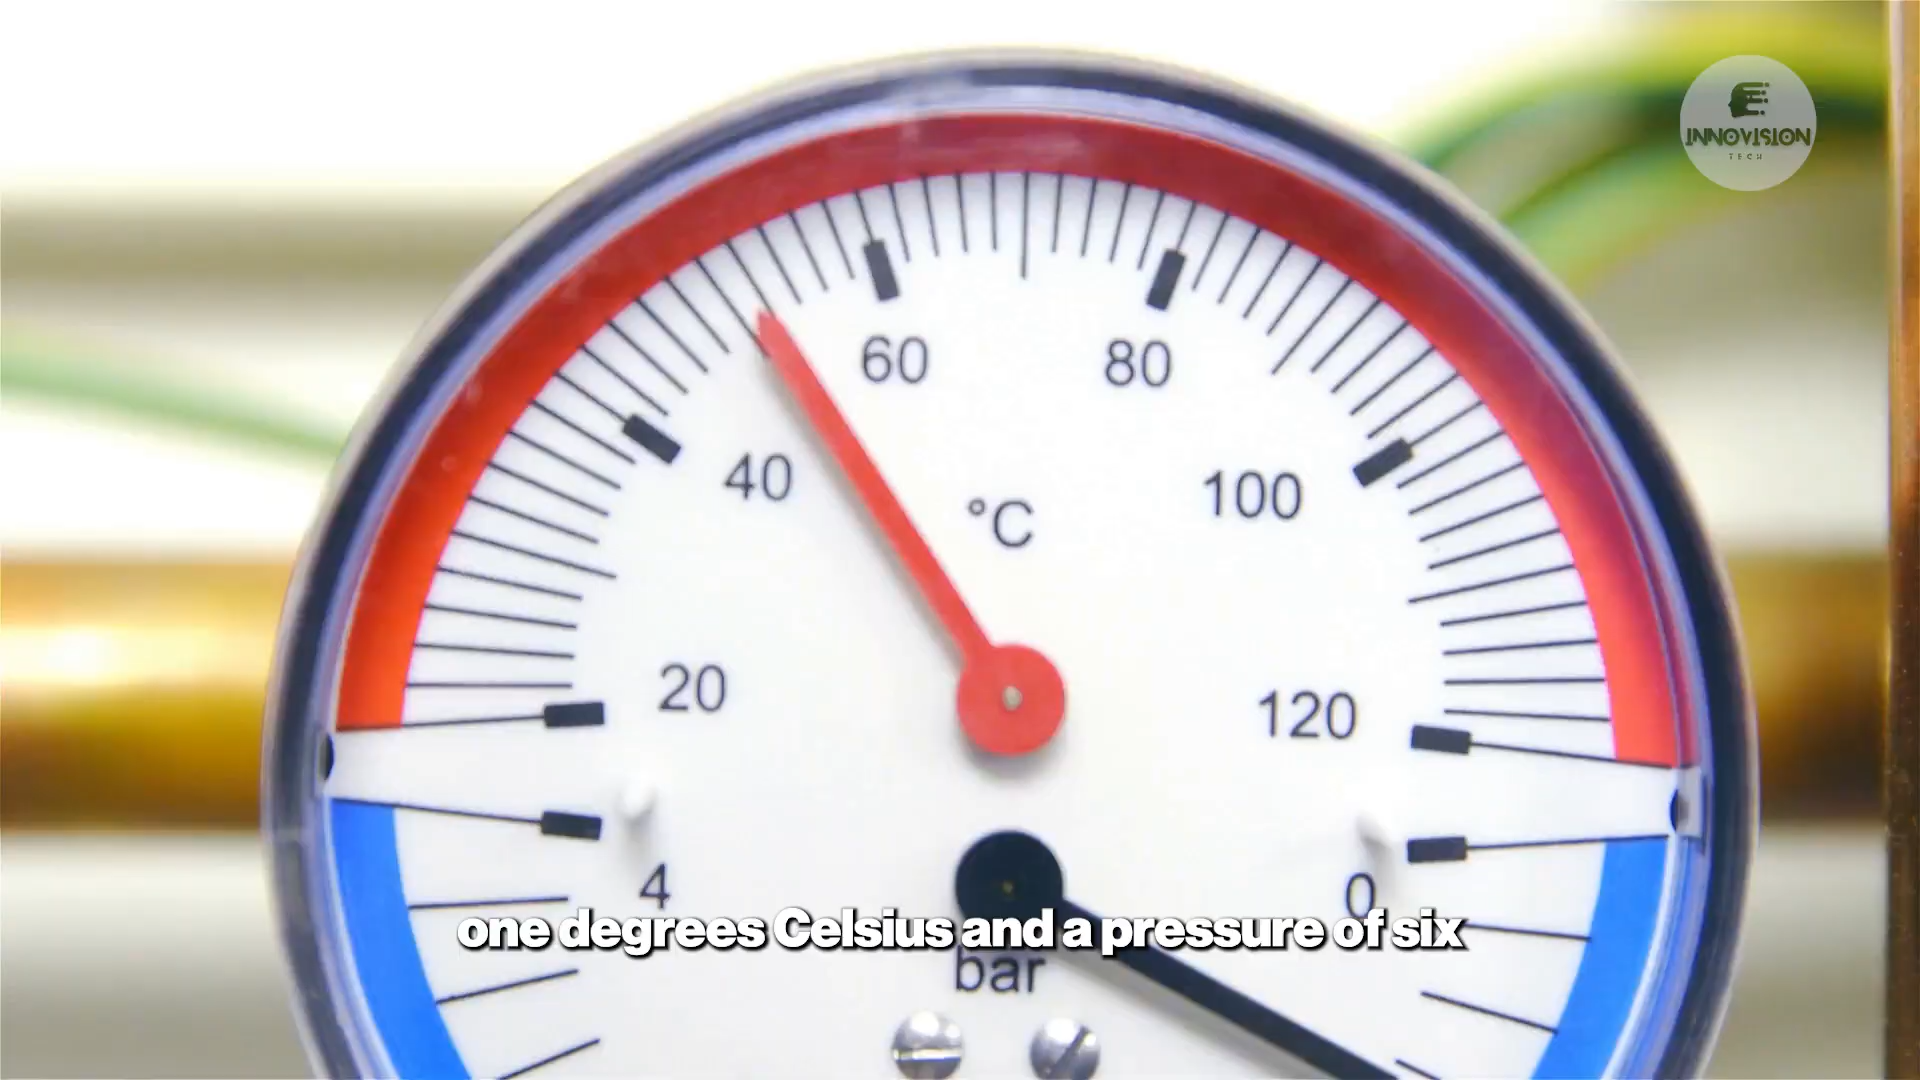 INNOVISION
TECH
60
80
40
100
°C
20
120
4
0
one degrees Celsius and a pressure of six
bar